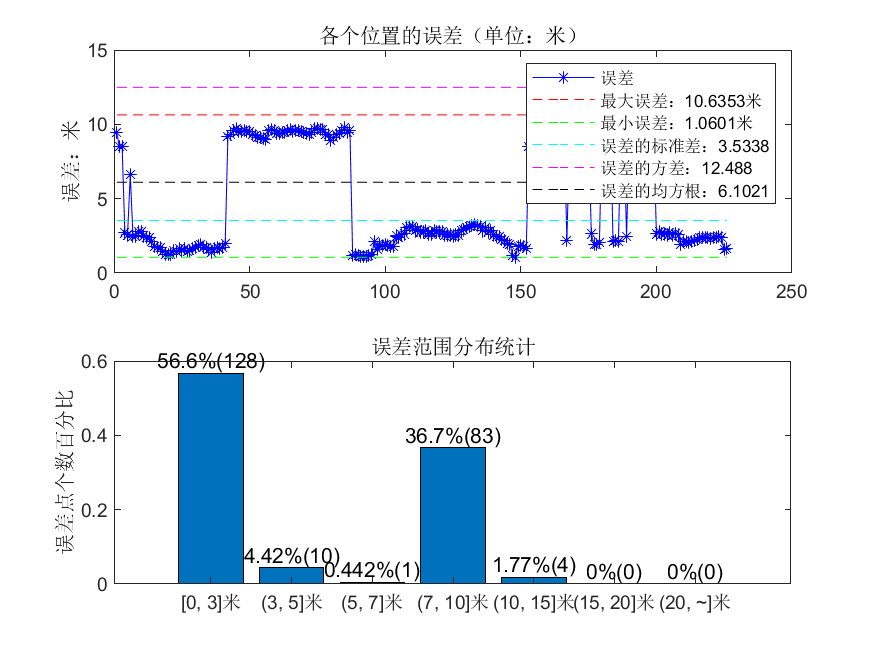 各个位置的误差（单位：米）
误差：米
15
10
5
0
0 50 100 150 200 250
误差
最大误差：10.6353米
最小误差：1.0601米
误差的标准差：3.5338
误差的方差：12.488
误差的均方根：6.1021
误差范围分布统计
误差点个数百分比
0.6
0.4
0.2
0
56.6%(128)
4.42%(10)
0.442%(1)
36.7%(83)
1.77%(4)
0%(0)
0%(0)
[0, 3]米 (3, 5]米 (5, 7]米 (7, 10]米 (10, 15]米 (15, 20]米 (20, ~]米